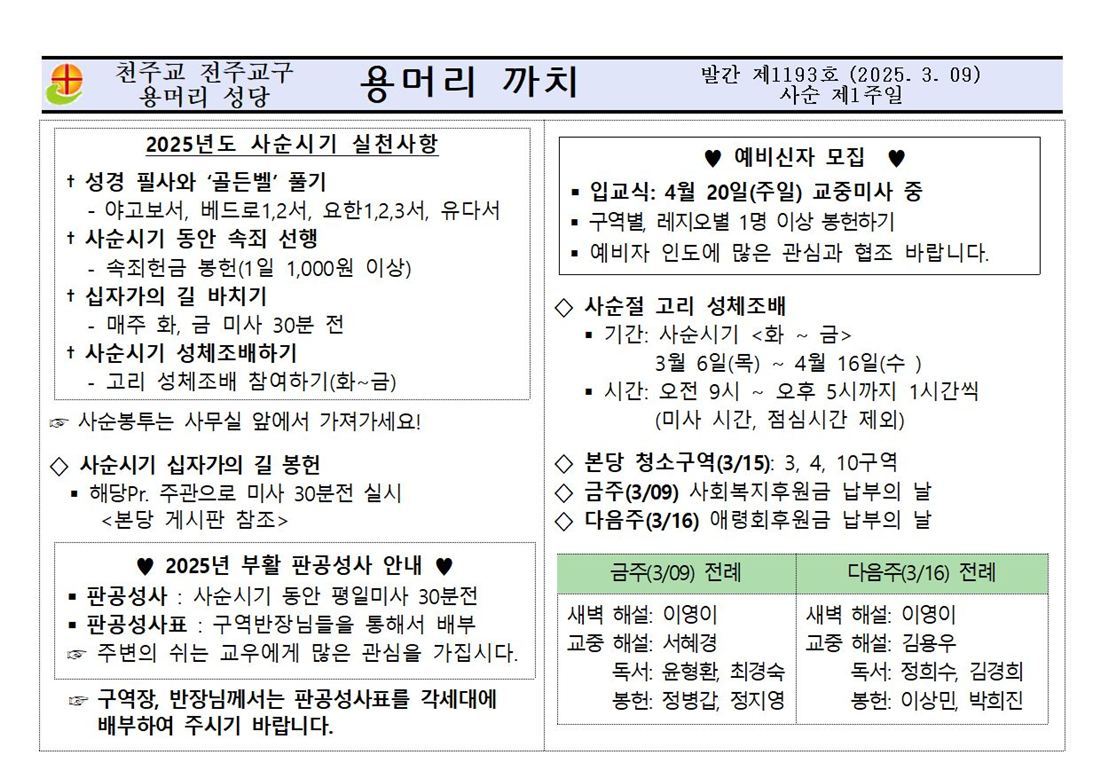 천주교 전주교구
용머리 성당
용머리 까치
발간 제1193호 (2025. 3. 09)
사순 제1주일
2025년도 사순시기 실천사항
† 성경 필사와 ‘골든벨’ 풀기
- 야고보서, 베드로1,2서, 요한1,2,3서, 유다서
† 사순시기 동안 속죄 선행
- 속죄헌금 봉헌(1일 1,000원 이상)
† 십자가의 길 바치기
- 매주 화, 금 미사 30분 전
† 사순시기 성체조배하기
- 고리 성체조배 참여하기(화~금)
☞ 사순봉투는 사무실 앞에서 가져가세요!
◇ 사순시기 십자가의 길 봉헌
▪ 해당Pr. 주관으로 미사 30분전 실시
<본당 게시판 참조>
♥ 2025년 부활 판공성사 안내 ♥
▪ 판공성사 : 사순시기 동안 평일미사 30분전
▪ 판공성사표 : 구역반장님들을 통해서 배부
☞ 주변의 쉬는 교우에게 많은 관심을 가집시다.
☞ 구역장, 반장님께서는 판공성사표를 각세대에
배부하여 주시기 바랍니다.
♥ 예비신자 모집 ♥
▪ 입교식: 4월 20일(주일) 교중미사 중
▪ 구역별, 레지오별 1명 이상 봉헌하기
▪ 예비자 인도에 많은 관심과 협조 바랍니다.
◇ 사순절 고리 성체조배
▪ 기간: 사순시기 <화 ~ 금>
3월 6일(목) ~ 4월 16일(수 )
▪ 시간: 오전 9시 ~ 오후 5시까지 1시간씩
(미사 시간, 점심시간 제외)
◇ 본당 청소구역(3/15): 3, 4, 10구역
◇ 금주(3/09) 사회복지후원금 납부의 날
◇ 다음주(3/16) 애령회후원금 납부의 날
금주(3/09) 전례
새벽 해설: 이영이
교중 해설: 서혜경
독서: 윤형환, 최경숙
봉헌: 정병갑, 정지영
다음주(3/16) 전례
새벽 해설: 이영이
교중 해설: 김용우
독서: 정희수, 김경희
봉헌: 이상민, 박희진